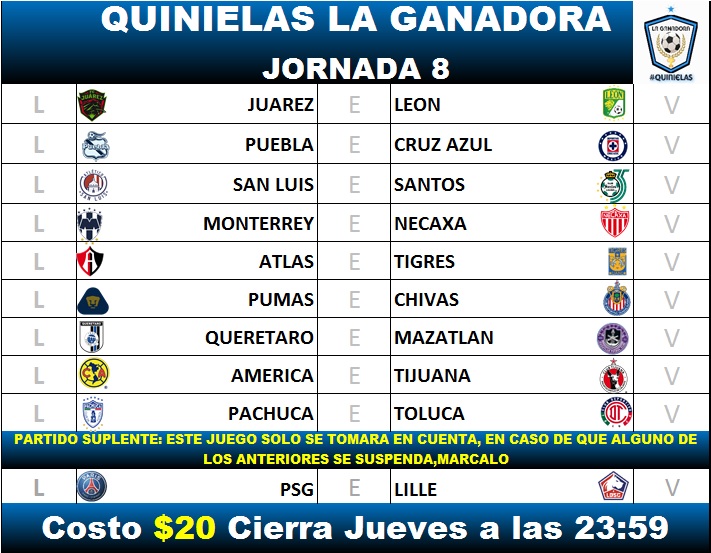 QUINIELAS LA GANADORA
JORNADA 8
LA GANADORA
#QUINIELAS
L JUAREZ E LEON V
L PUEBLA E CRUZ AZUL V
L SAN LUIS E SANTOS V
L MONTERREY E NECAXA V
L ATLAS E TIGRES V
L PUMAS E CHIVAS V
L QUERETARO E MAZATLAN V
L AMERICA E TIJUANA V
L PACHUCA E TOLUCA V
PARTIDO SUPLENTE: ESTE JUEGO SOLO SE TOMARA EN CUENTA, EN CASO DE QUE ALGUNO DE
LOS ANTERIORES SE SUSPENDA,MARCALO
L PSG E LILLE V
Costo $20 Cierra Jueves a las 23:59